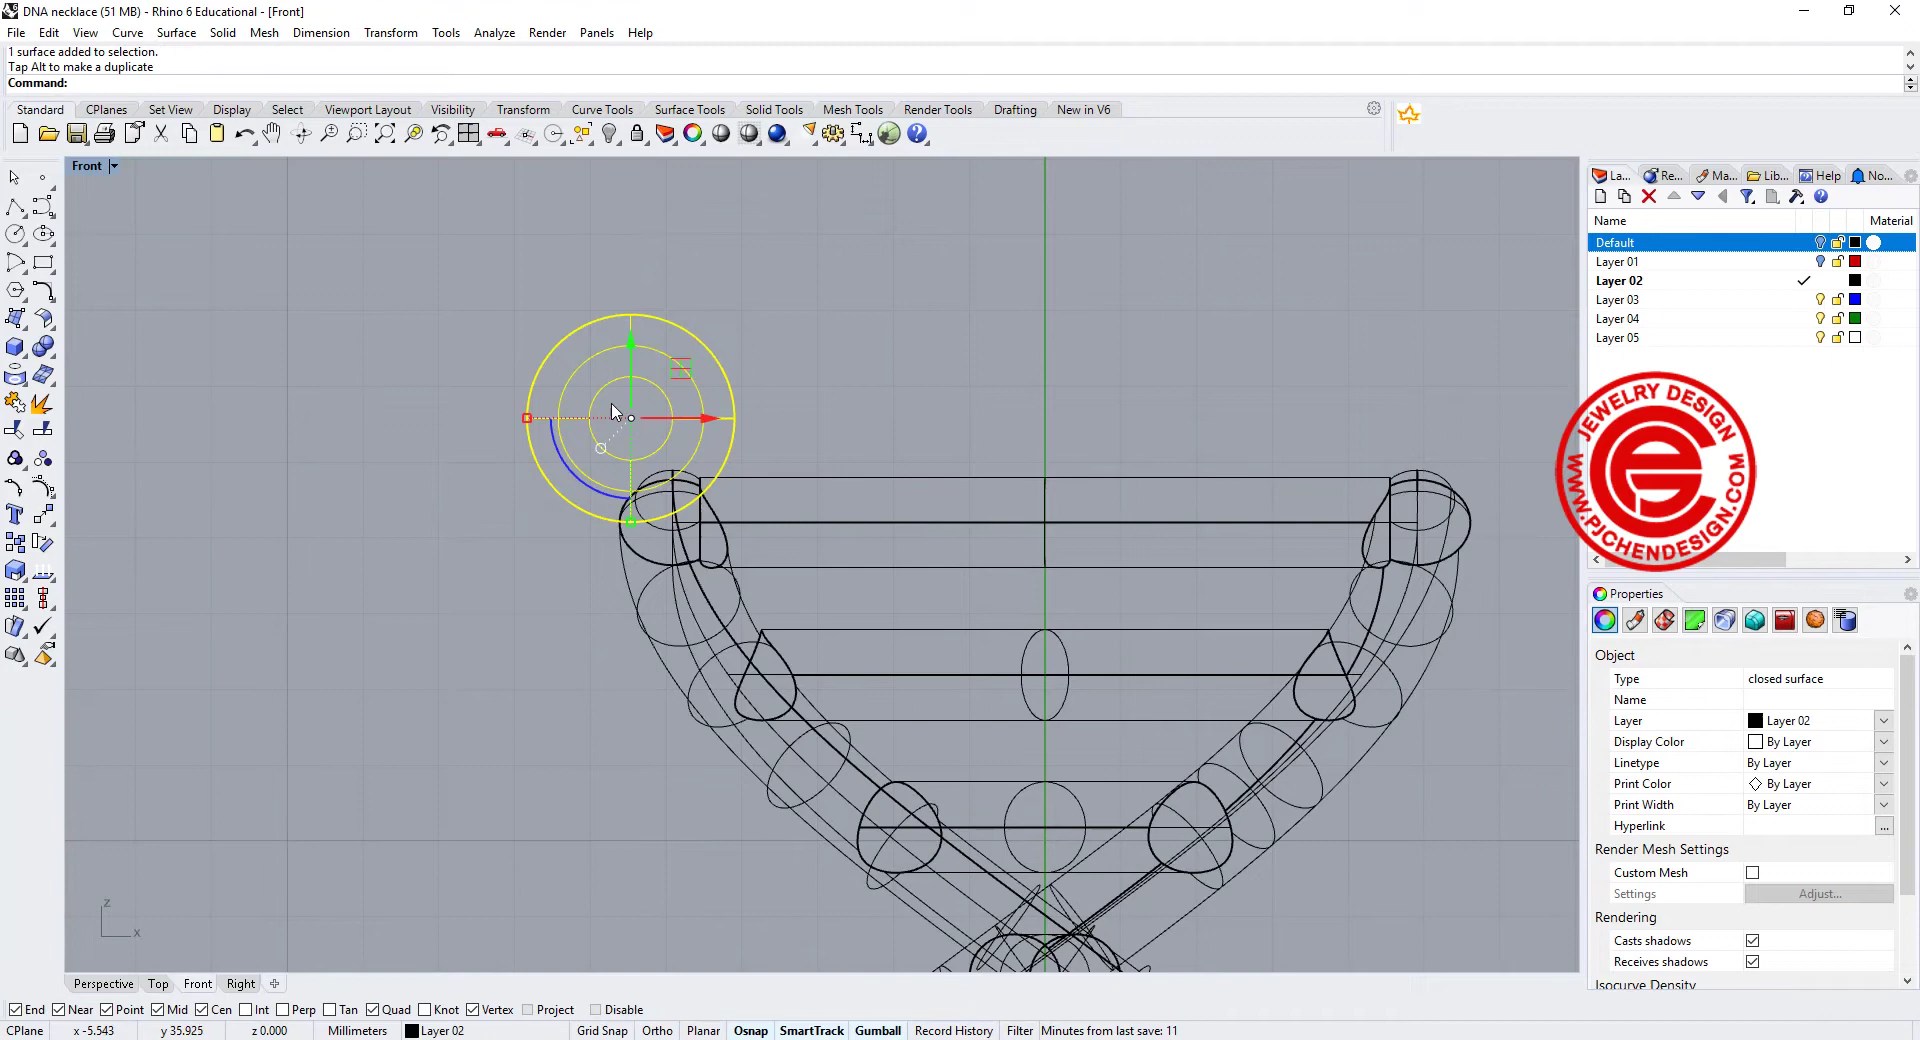 DNA necklace (51 MB) - Rhino 6 Educational - [Front]
File Edit View Curve Surface Solid Mesh Dimension Transform Tools Analyze Render Panels Help
1 surface added to selection.
Tap Alt to make a duplicate
Command:
Standard CPlanes Set View Display Select Viewport Layout Visibility Transform Curve Tools Surface Tools Solid Tools Mesh Tools Render Tools Drafting New in V6
Front
La... Re... Ma... Lib... Help No...
Name Material
Default
Layer 01
Layer 02
Layer 03
Layer 04
Layer 05
JEWELRY DESIGN
WWW.PJCHENDESIGN.COM
Properties
Object
Type closed surface
Name
Layer Layer 02
Display Color By Layer
Linetype By Layer
Print Color By Layer
Print Width By Layer
Hyperlink ...
Render Mesh Settings
Custom Mesh
Settings Adjust...
Rendering
Casts shadows
Receives shadows
Isocurve Density
z
x
Perspective Top Front Right
End Near Point Mid Cen Int Perp Tan Quad Knot Vertex Project Disable
CPlane x -5.543 y 35.925 z 0.000 Millimeters Layer 02 Grid Snap Ortho Planar Osnap SmartTrack Gumball Record History Filter Minutes from last save: 11